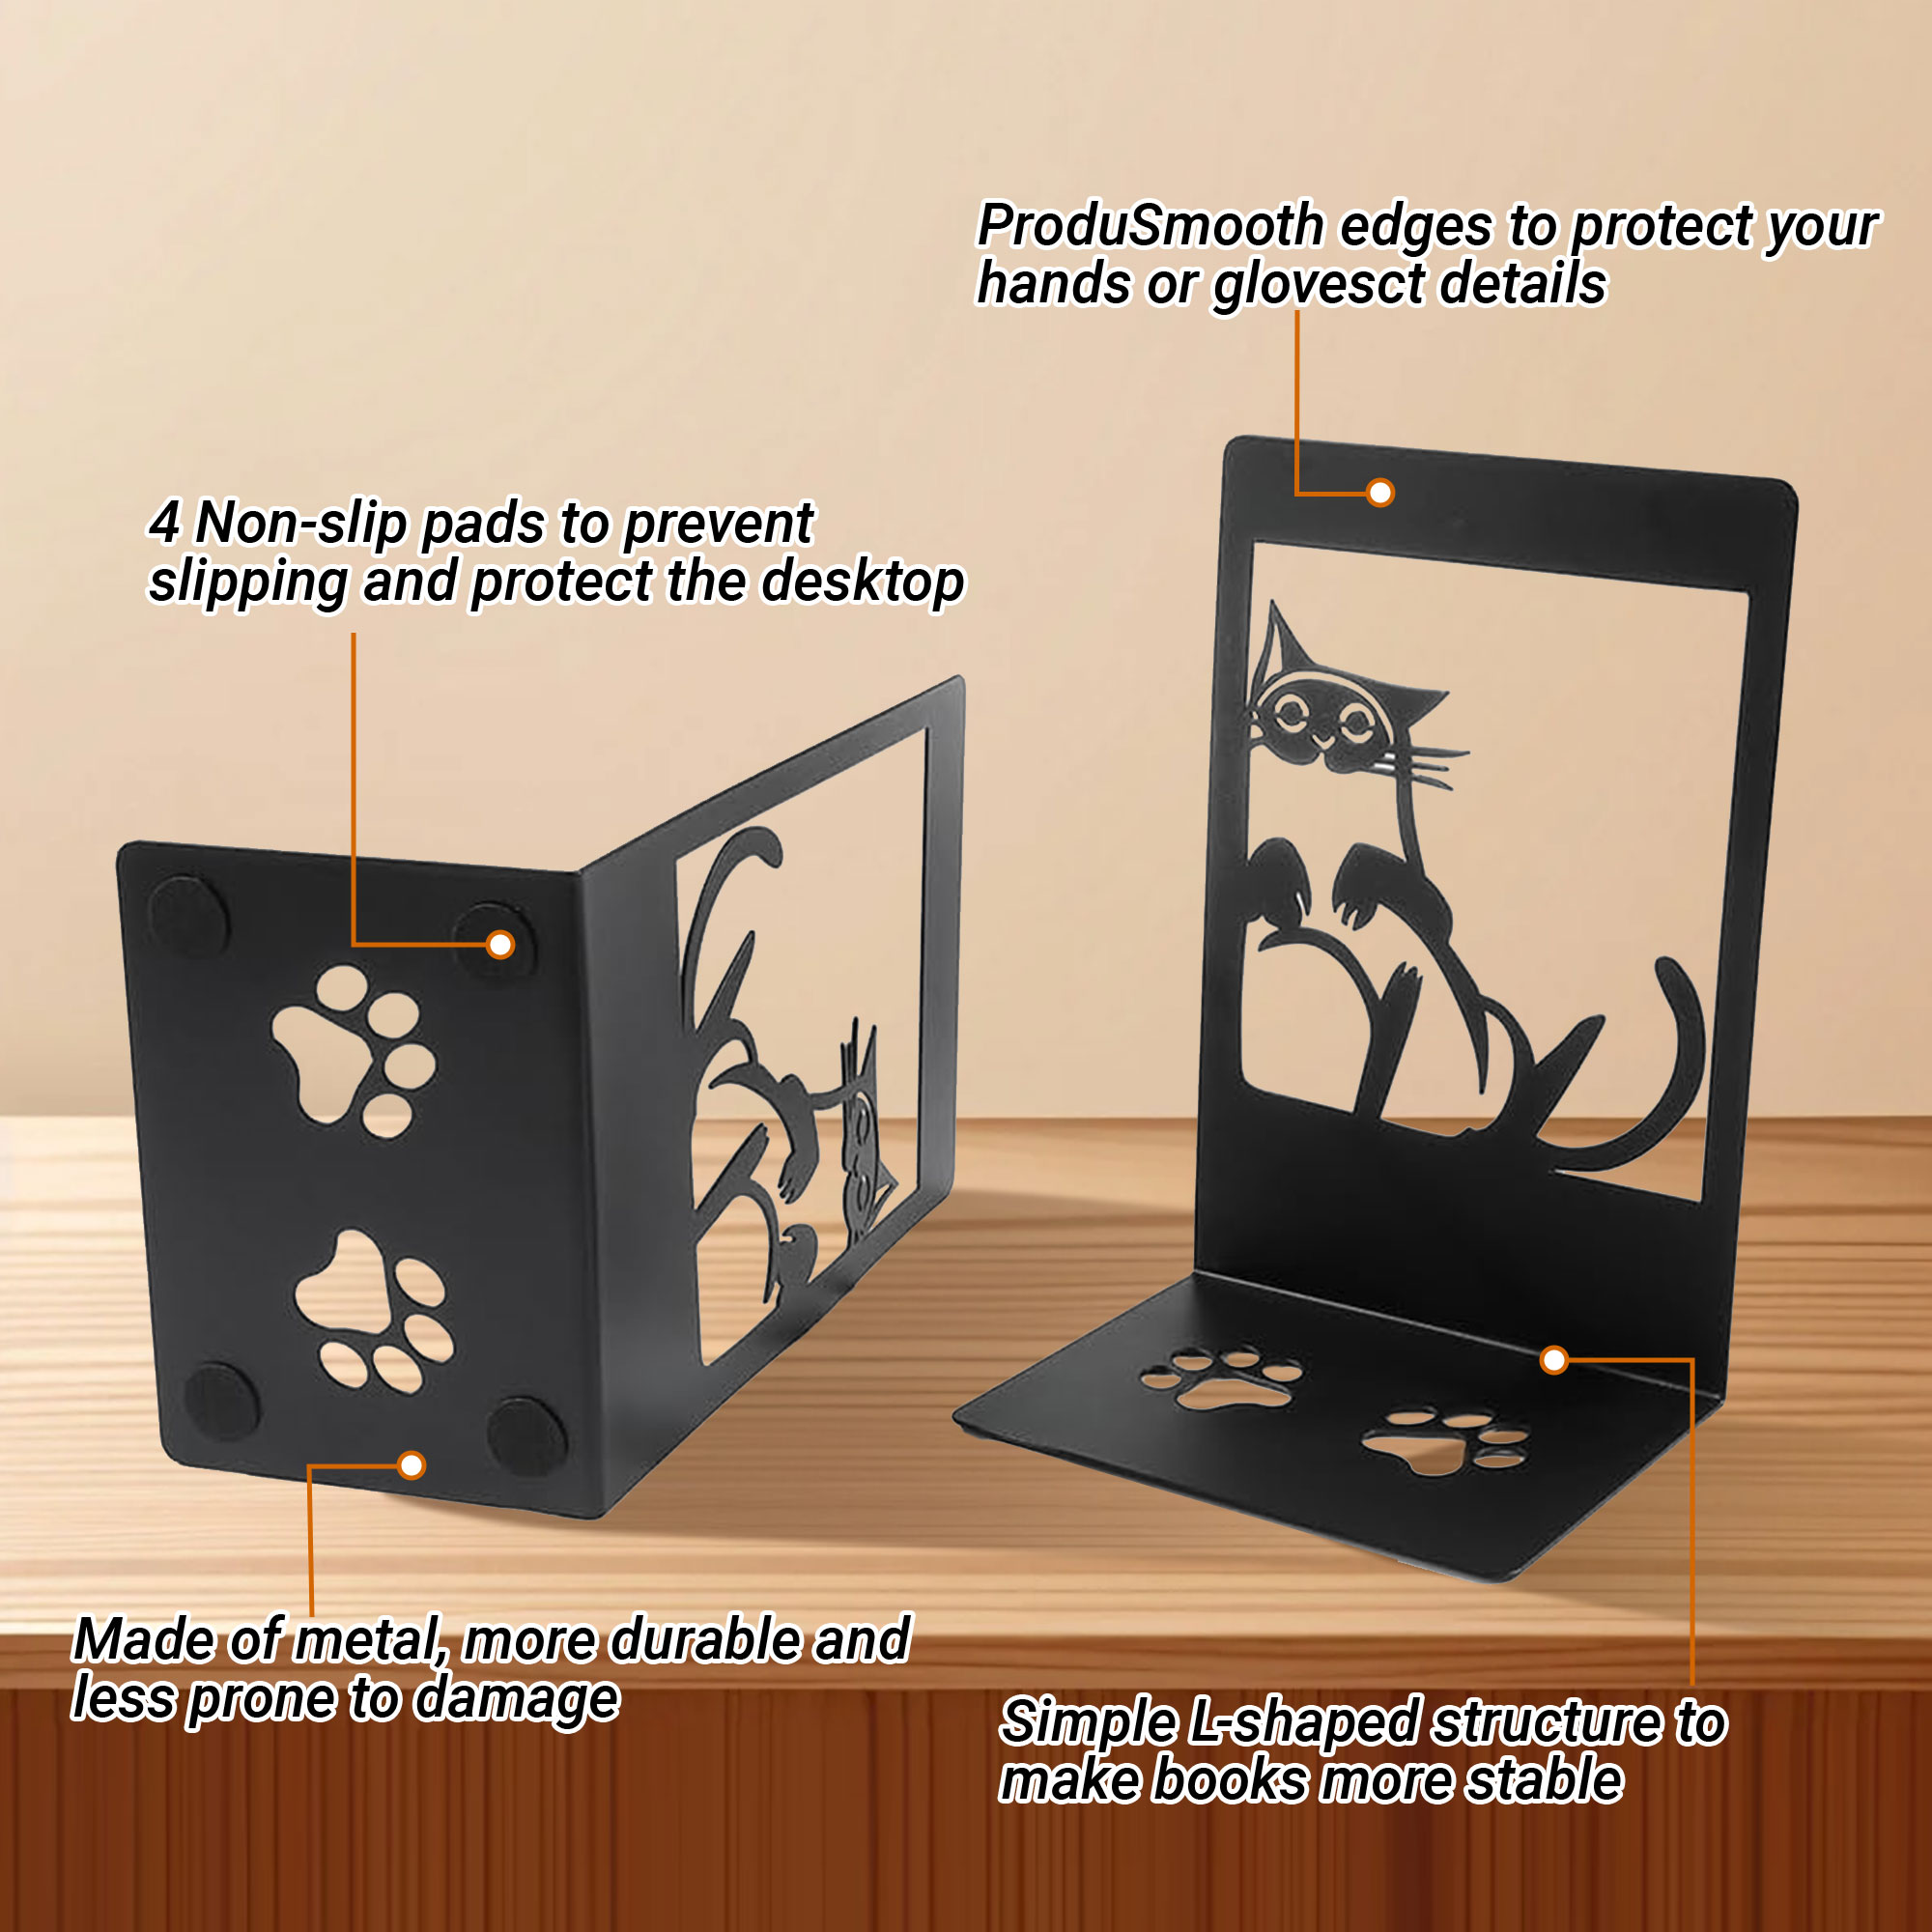 ProduSmooth edges to protect your
hands or glovesct details
4 Non-slip pads to prevent
slipping and protect the desktop
Made of metal, more durable and
less prone to damage
Simple L-shaped structure to
make books more stable